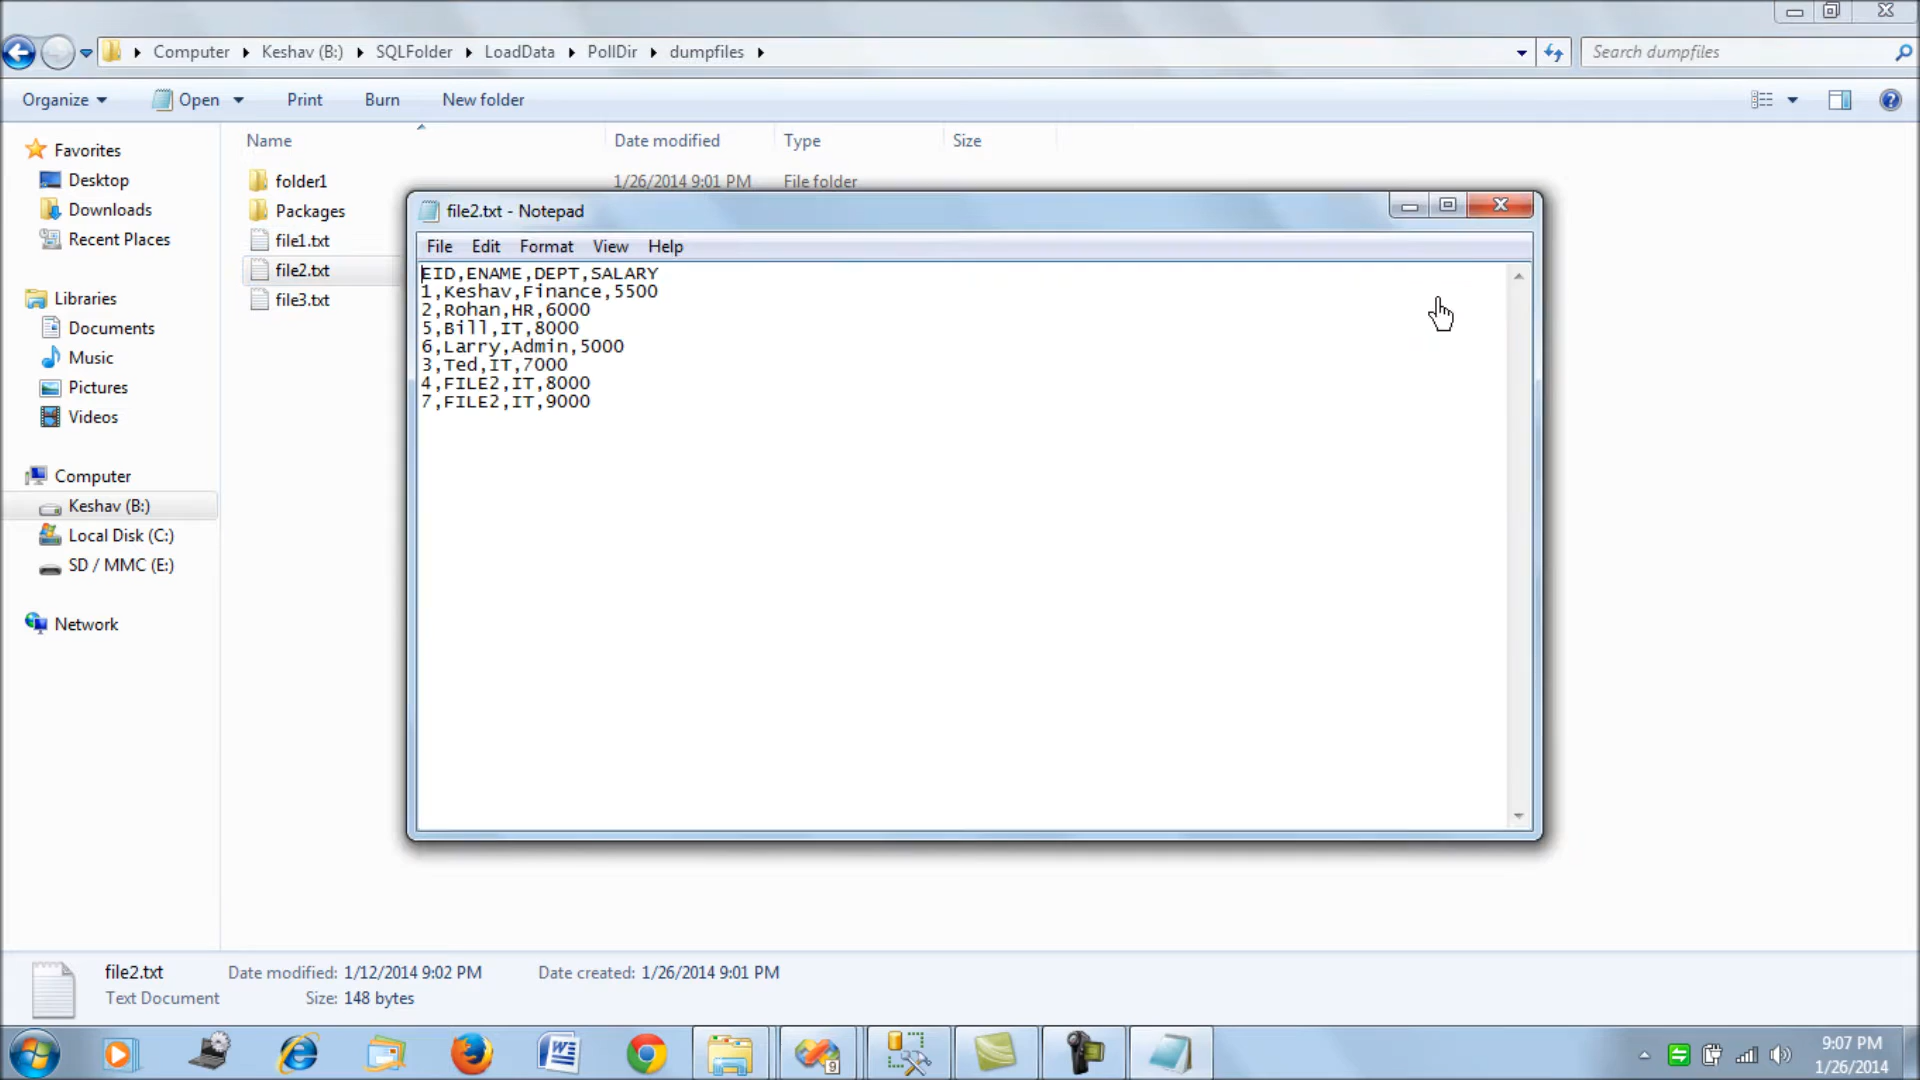 Computer Keshav (B:) SQLFolder LoadData PollDir dumpfiles
Search dumpfiles
Organize Open Print Burn New folder
Name Date modified Type Size
Favorites
Desktop
Downloads
Recent Places
Libraries
Documents
Music
Pictures
Videos
Computer
Keshav (B:)
Local Disk (C:)
SD / MMC (E:)
Network
folder1 1/26/2014 9:01 PM File folder
Packages
file1.txt
file2.txt
file3.txt
file2.txt - Notepad
File Edit Format View Help
EID,ENAME,DEPT,SALARY
1,Keshav,Finance,5500
2,Rohan,HR,6000
5,Bill,IT,8000
6,Larry,Admin,5000
3,Ted,IT,7000
4,FILE2,IT,8000
7,FILE2,IT,9000
file2.txt Date modified: 1/12/2014 9:02 PM Date created: 1/26/2014 9:01 PM
Text Document Size: 148 bytes
9
9:07 PM
1/26/2014